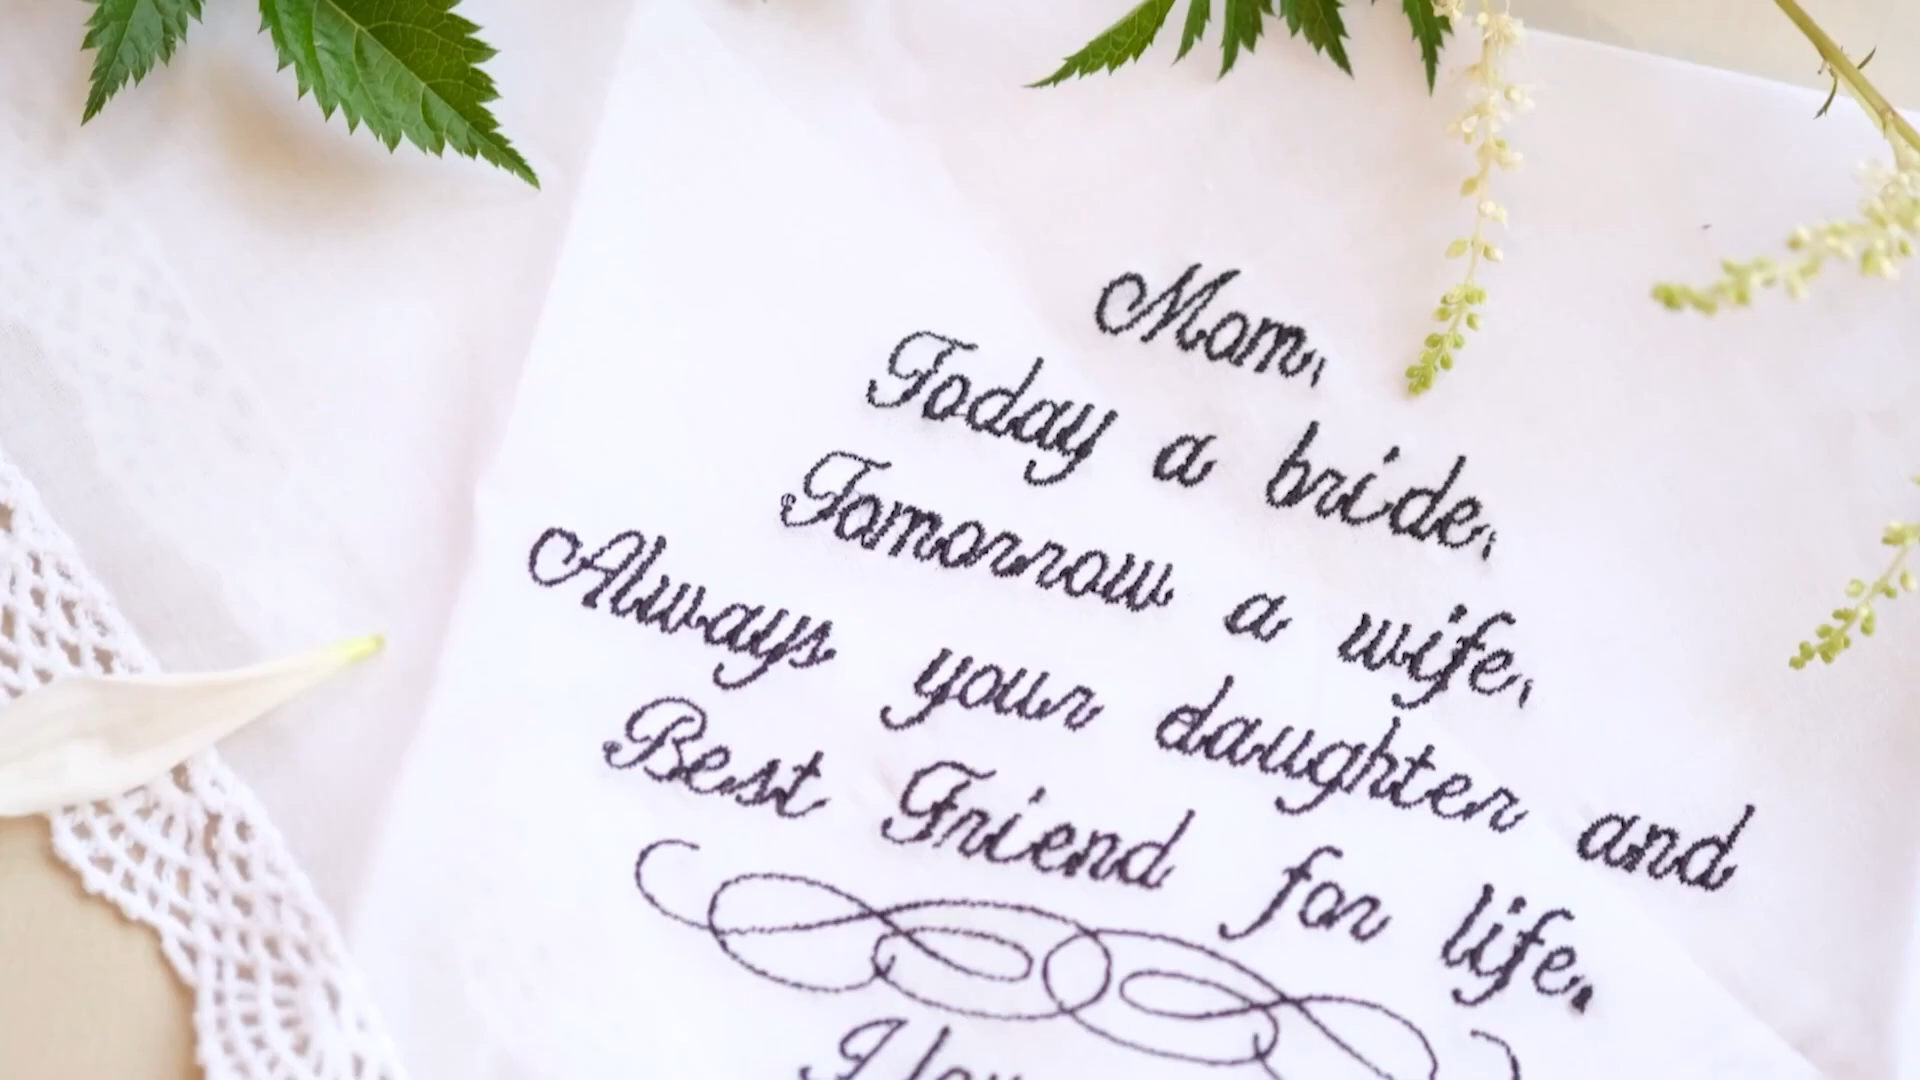 Mom,
Today a bride,
Tomorrow a wife,
Always your daughter and
Best Friend for life.
I